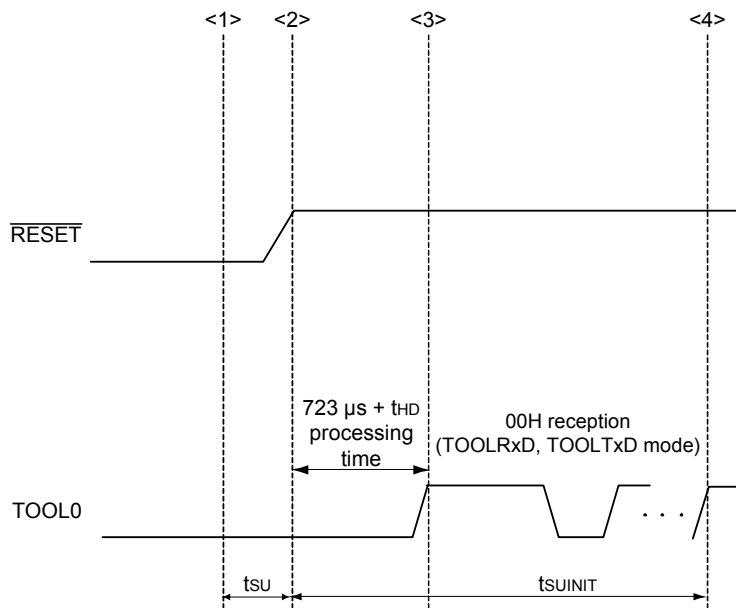 <1> <2> <3> <4>
RESET
723 µs + tHD
processing
time
00H reception
(TOOLRxD, TOOLTxD mode)
TOOL0
tSU tSUINIT